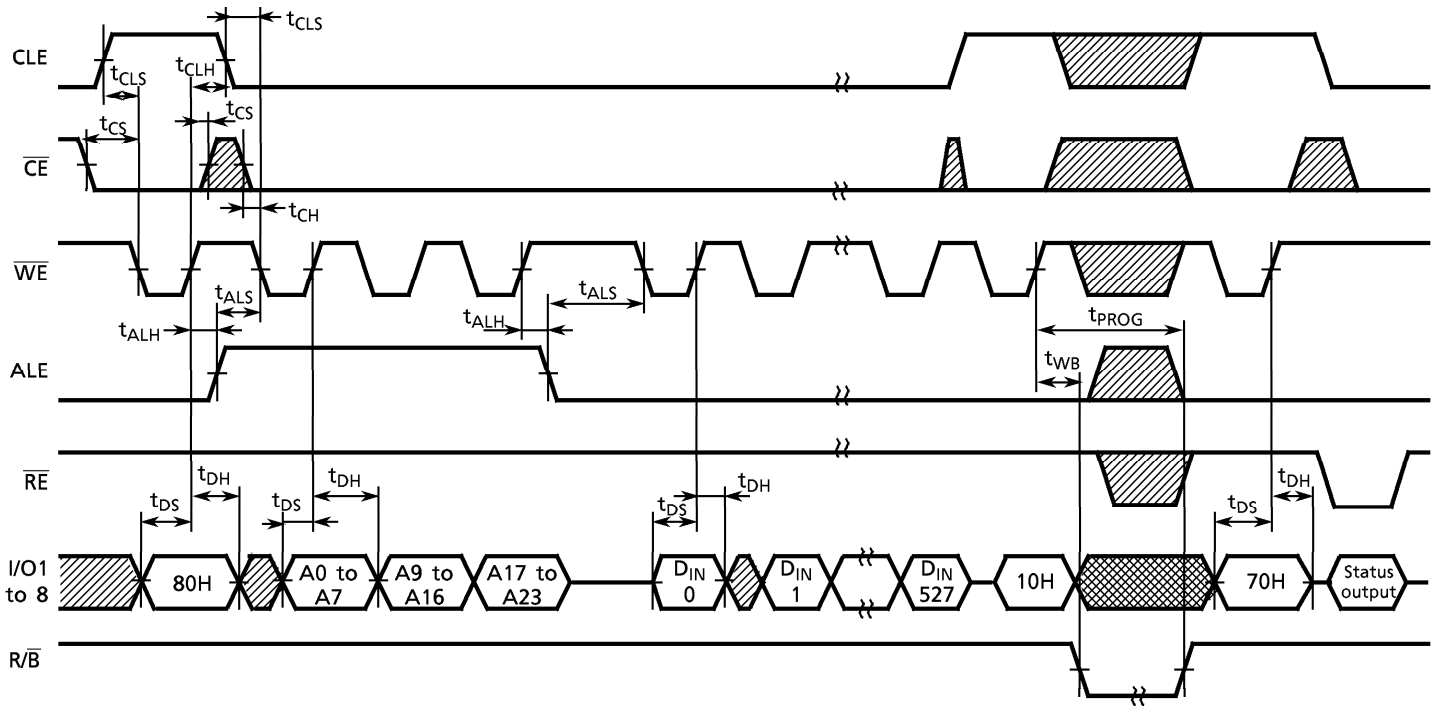 tCLS
CLE
tCLS
tCLH
tCS
tCS
CE
tCH
WE
tALS
tALS
tALH
tALH
tPROG
tWB
ALE
RE
tDH
tDS
tDH
tDS
tDH
tDS
tDH
tDS
I/O1
to 8
80H
A0 to
A7
A9 to
A16
A17 to
A23
DIN
0
DIN
1
DIN
527
10H
70H
Status
output
R/B